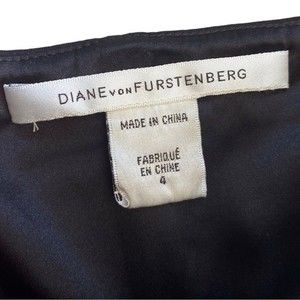 DIANE VON FURSTENBERG
MADE IN CHINA
FABRIQUÉ
EN CHINE
4